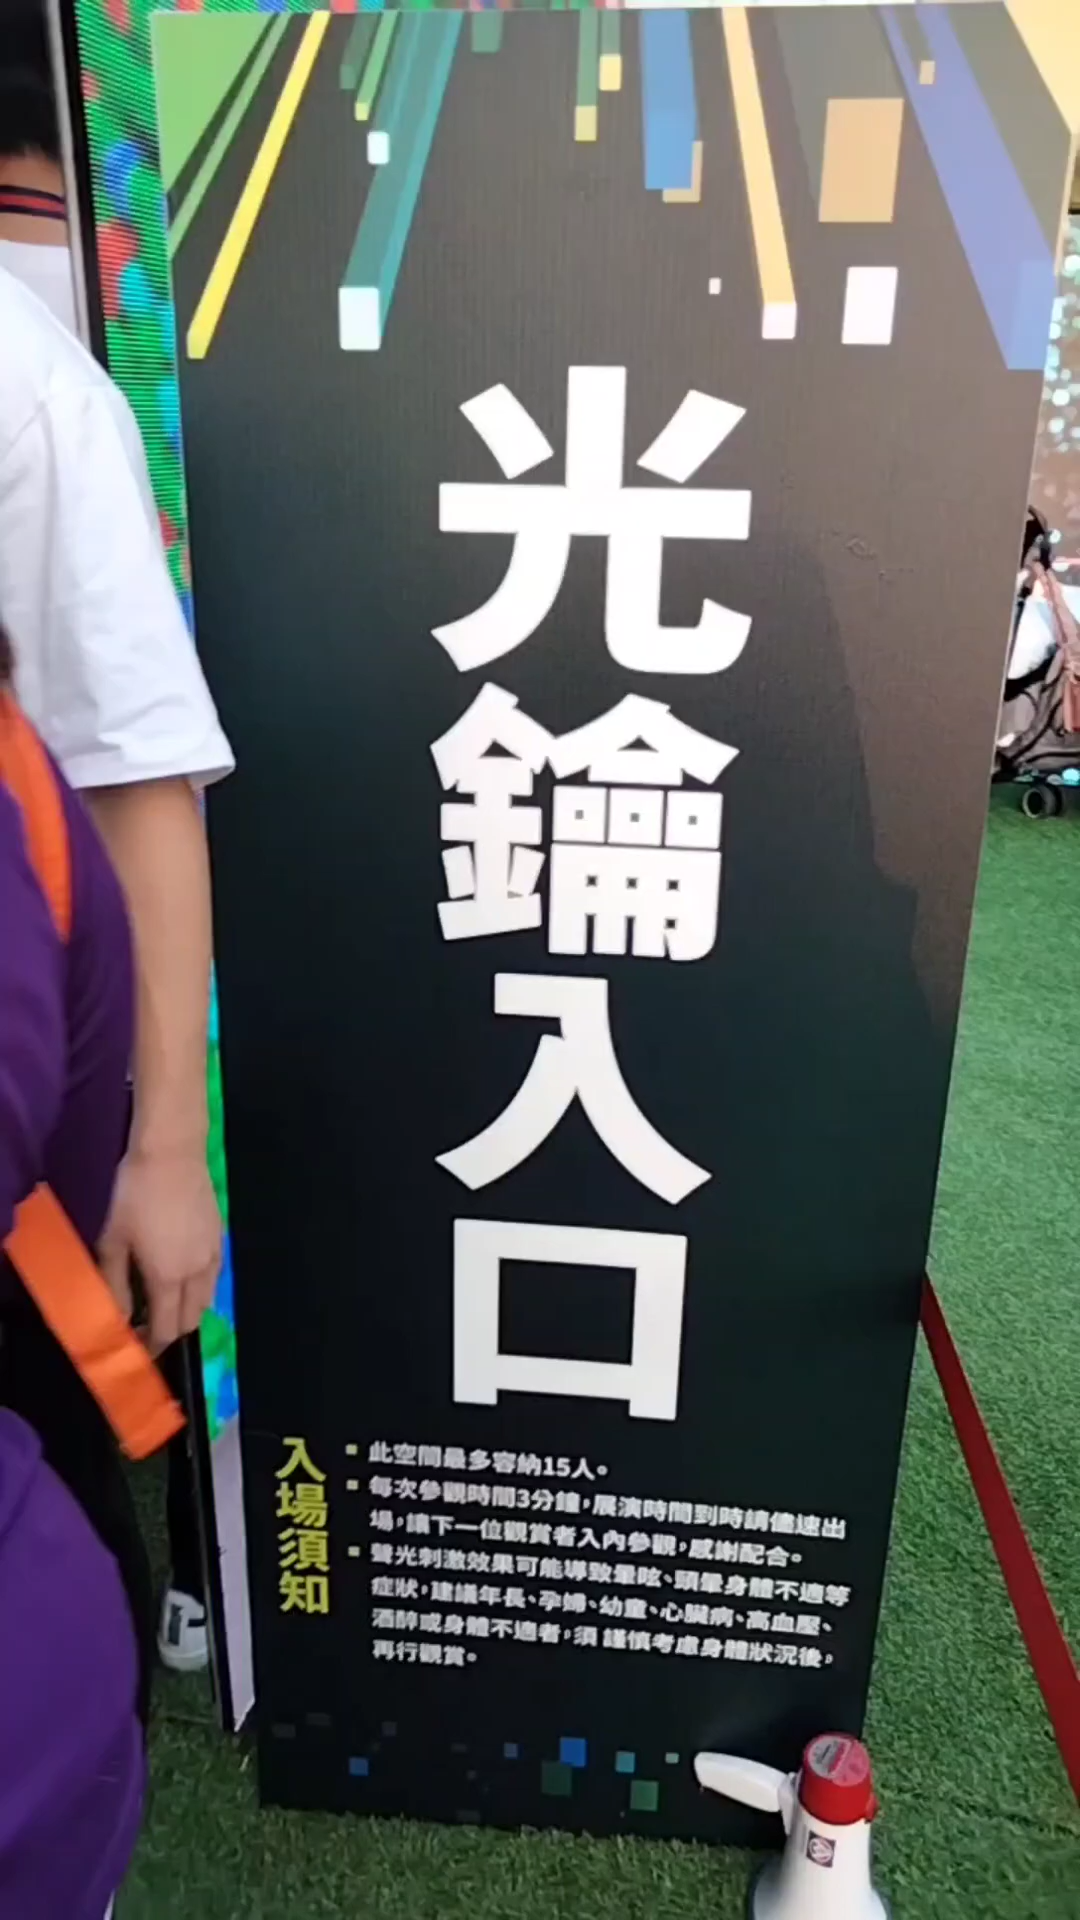 光鑰入口
入場須知
此空間最多容納15人。
每次參觀時間3分鐘，展演時間到時請儘速出
場，讓下一位觀賞者入內參觀，感謝配合。
聲光刺激效果可能導致暈眩、頭暈身體不適等
症狀，建議年長、孕婦、幼童、心臟病、高血壓、
酒醉或身體不適者，須謹慎考慮身體狀況後，
再行觀賞。